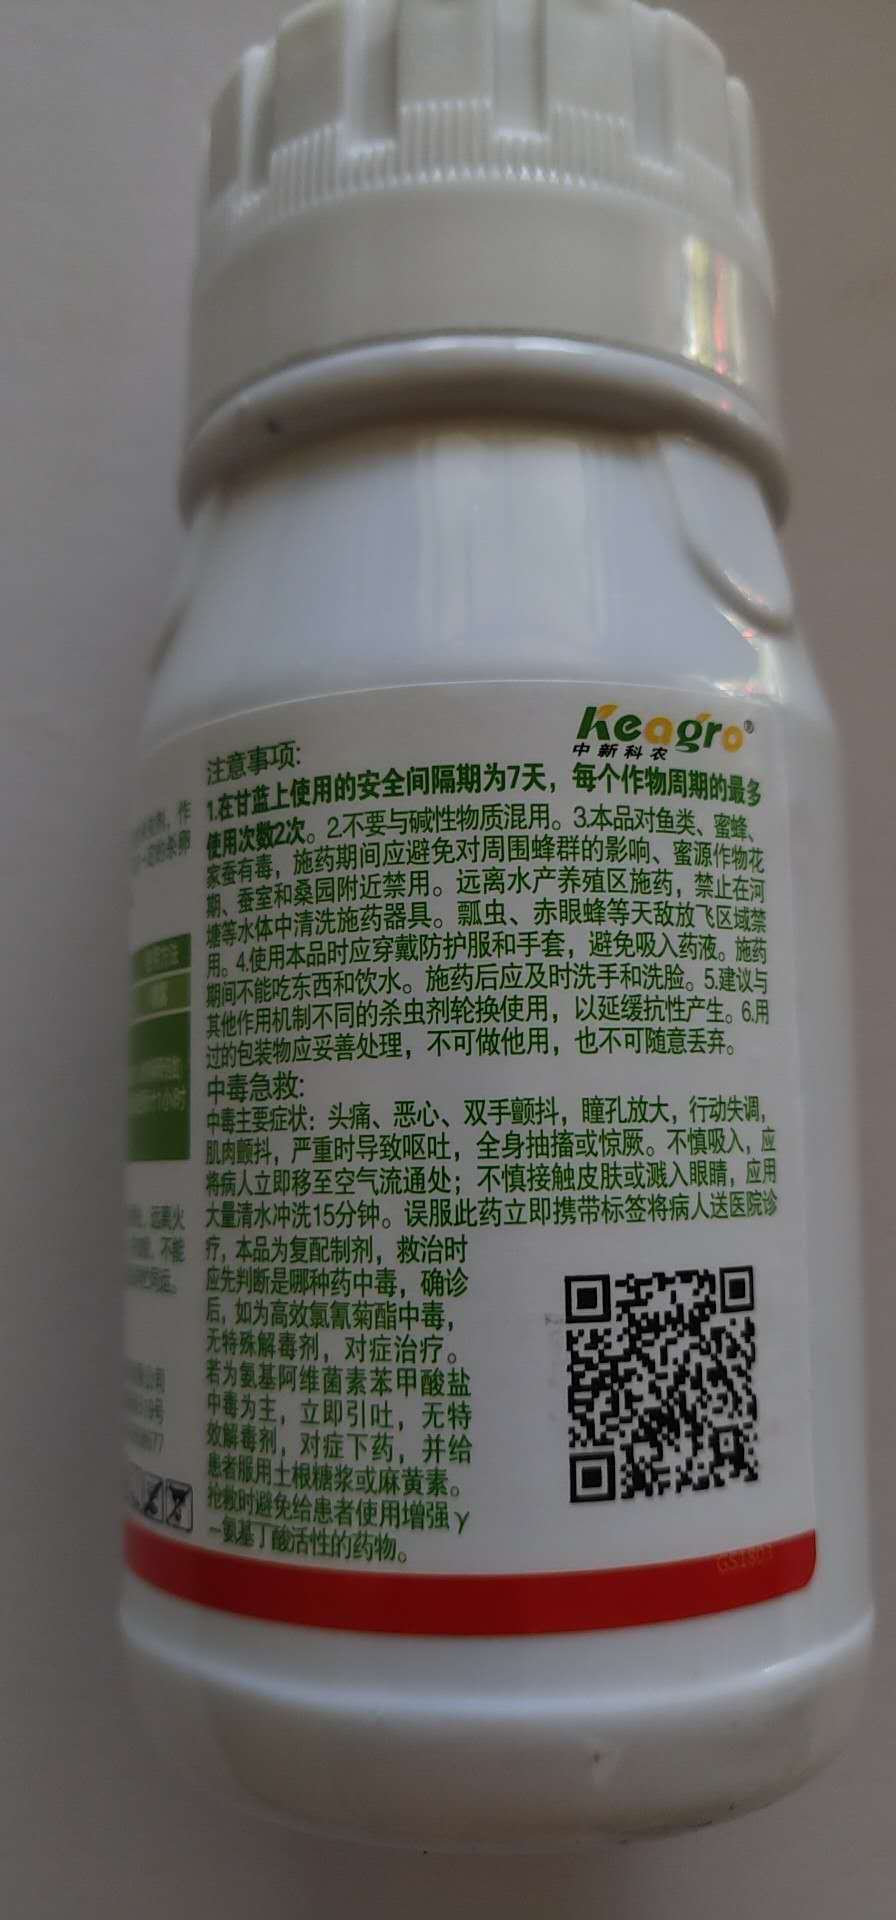 Keagro®
中新科农
注意事项:
1.在甘蓝上使用的安全间隔期为7天，每个作物周期的最多
使用次数2次。2.不要与碱性物质混用。3.本品对鱼类、蜜蜂、
家蚕有毒，施药期间应避免对周围蜂群的影响、蜜源作物花
期、蚕室和桑园附近禁用。远离水产养殖区施药，禁止在河
塘等水体中清洗施药器具。瓢虫、赤眼蜂等天敌放飞区域禁
用。4.使用本品时应穿戴防护服和手套，避免吸入药液。施药
期间不能吃东西和饮水。施药后应及时洗手和洗脸。5.建议与
其他作用机制不同的杀虫剂轮换使用，以延缓抗性产生。6.用
过的包装物应妥善处理，不可做他用，也不可随意丢弃。
中毒急救:
中毒主要症状：头痛、恶心、双手颤抖，瞳孔放大，行动失调，
肌肉颤抖，严重时导致呕吐，全身抽搐或惊厥。不慎吸入，应
将病人立即移至空气流通处；不慎接触皮肤或溅入眼睛，应用
大量清水冲洗15分钟。误服此药立即携带标签将病人送医院诊
疗，本品为复配制剂，救治时
应先判断是哪种药中毒，确诊
后，如为高效氯氰菊酯中毒，
无特殊解毒剂，对症治疗。
若为氨基阿维菌素苯甲酸盐
中毒为主，立即引吐，无特
效解毒剂，对症下药，并给
患者服用土根糖浆或麻黄素。
抢救时避免给患者使用增强γ
-氨基丁酸活性的药物。
远离火
不能